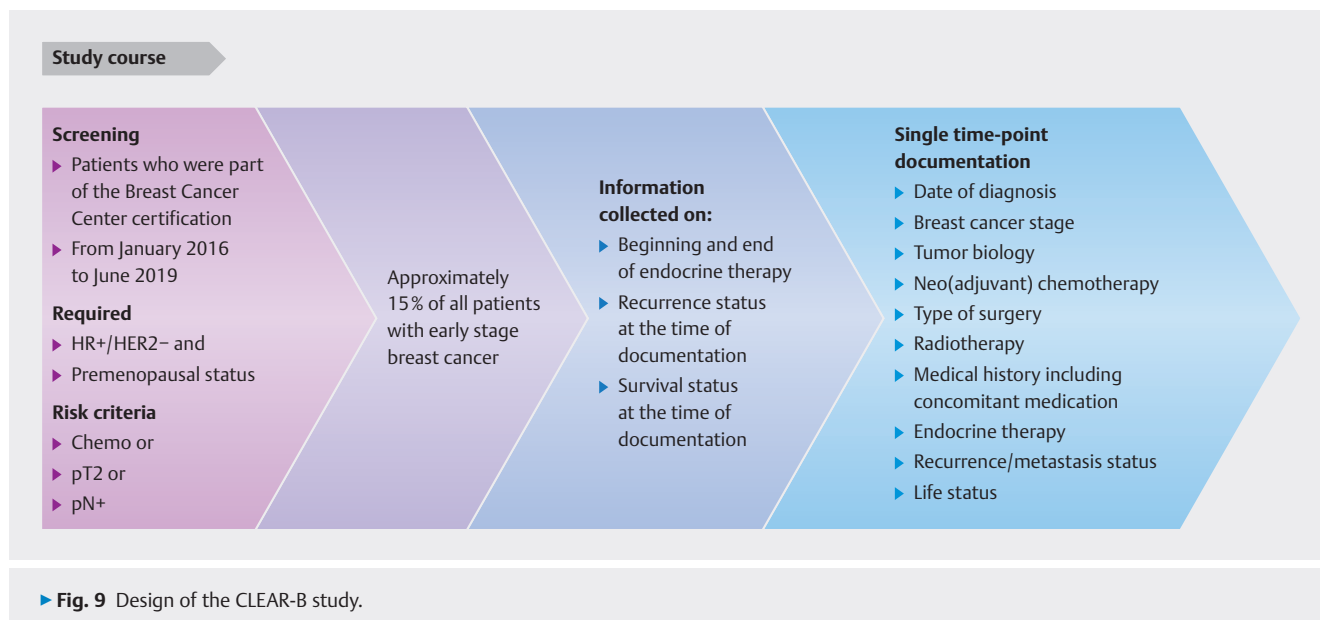 Study course
Screening
▶ Patients who were part
of the Breast Cancer
Center certification
▶ From January 2016
to June 2019
Required
▶ HR+/HER2− and
▶ Premenopausal status
Risk criteria
▶ Chemo or
▶ pT2 or
▶ pN+
Approximately
15% of all patients
with early stage
breast cancer
Information
collected on:
▶ Beginning and end
of endocrine therapy
▶ Recurrence status
at the time of
documentation
▶ Survival status
at the time of
documentation
Single time-point
documentation
▶ Date of diagnosis
▶ Breast cancer stage
▶ Tumor biology
▶ Neo(adjuvant) chemotherapy
▶ Type of surgery
▶ Radiotherapy
▶ Medical history including
concomitant medication
▶ Endocrine therapy
▶ Recurrence/metastasis status
▶ Life status
▶ Fig. 9 Design of the CLEAR-B study.